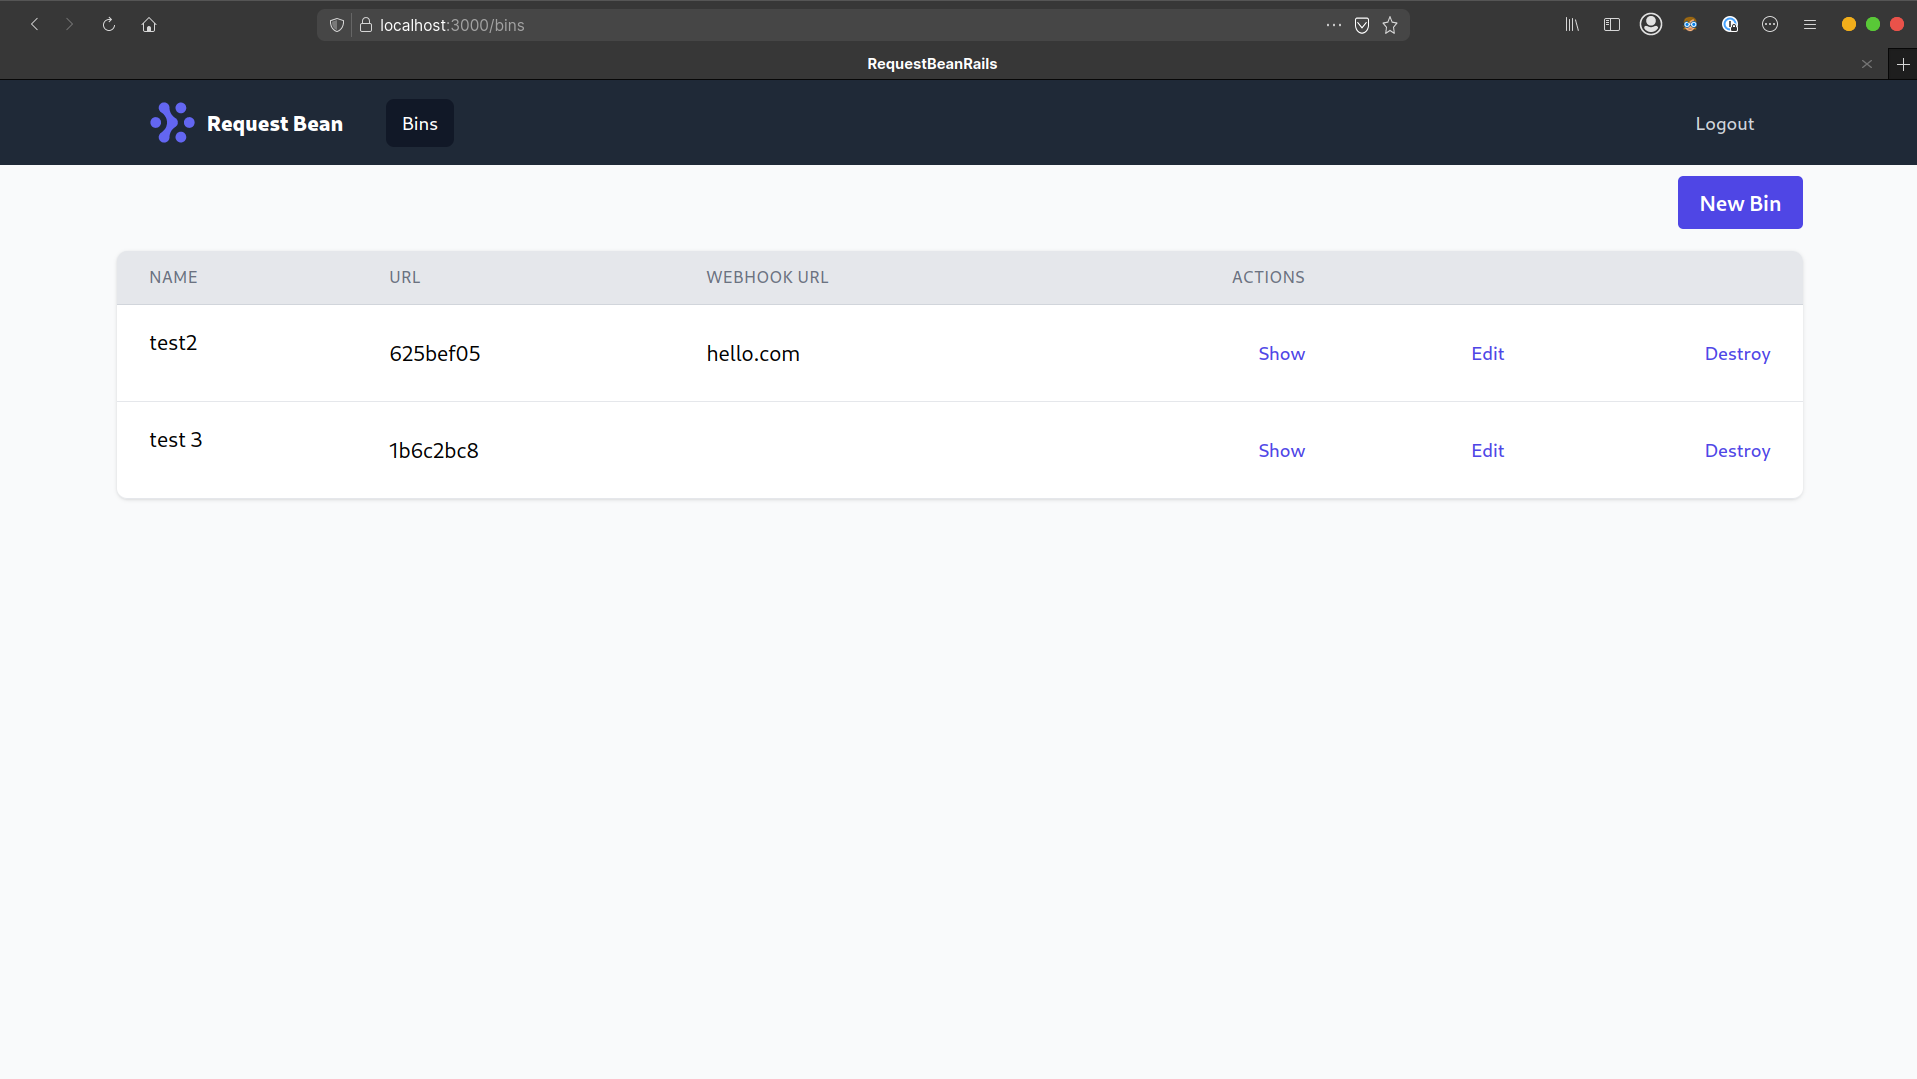 localhost:3000/bins
RequestBeanRails
Request Bean Bins Logout
New Bin
NAME URL WEBHOOK URL ACTIONS
test2 625bef05 hello.com Show Edit Destroy
test 3 1b6c2bc8 Show Edit Destroy